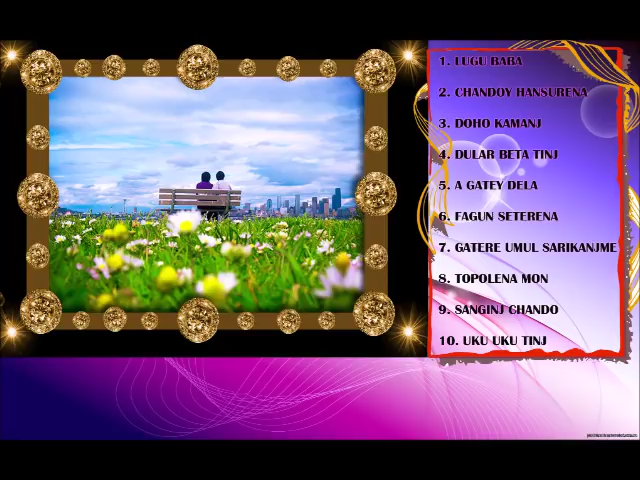 1. LUGU BABA
2. CHANDOY HANSURENA
3. DOHO KAMANJ
4. DULAR BETA TINJ
5. A GATEY DELA
6. FAGUN SETERENA
7. GATERE UMUL SARIKANJME
8. TOPOLENA MON
9. SANGINJ CHANDO
10. UKU UKU TINJ